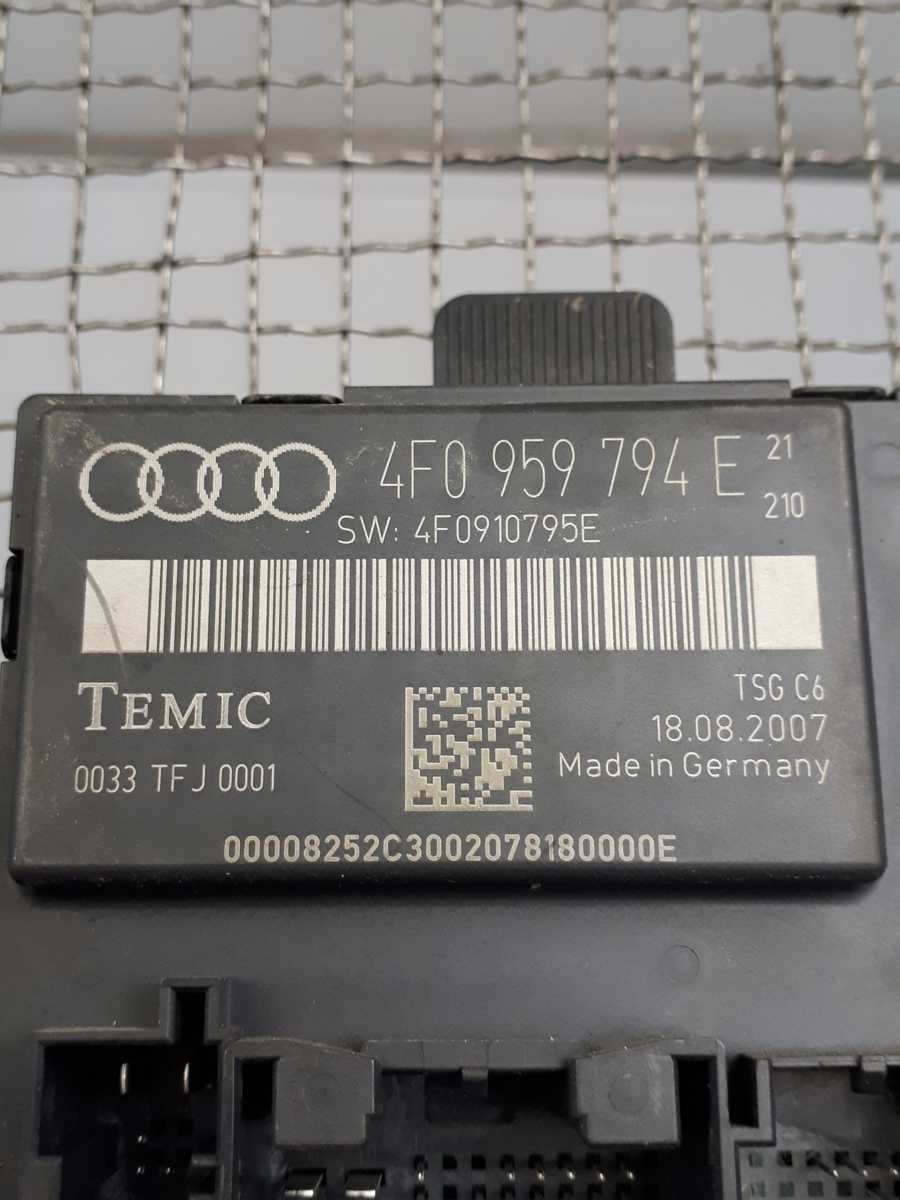 4F0 959 794 E 21
210
SW: 4F0910795E
TEMIC
TSG C6
18.08.2007
0033 TFJ 0001
Made in Germany
00008252C3002078180000E